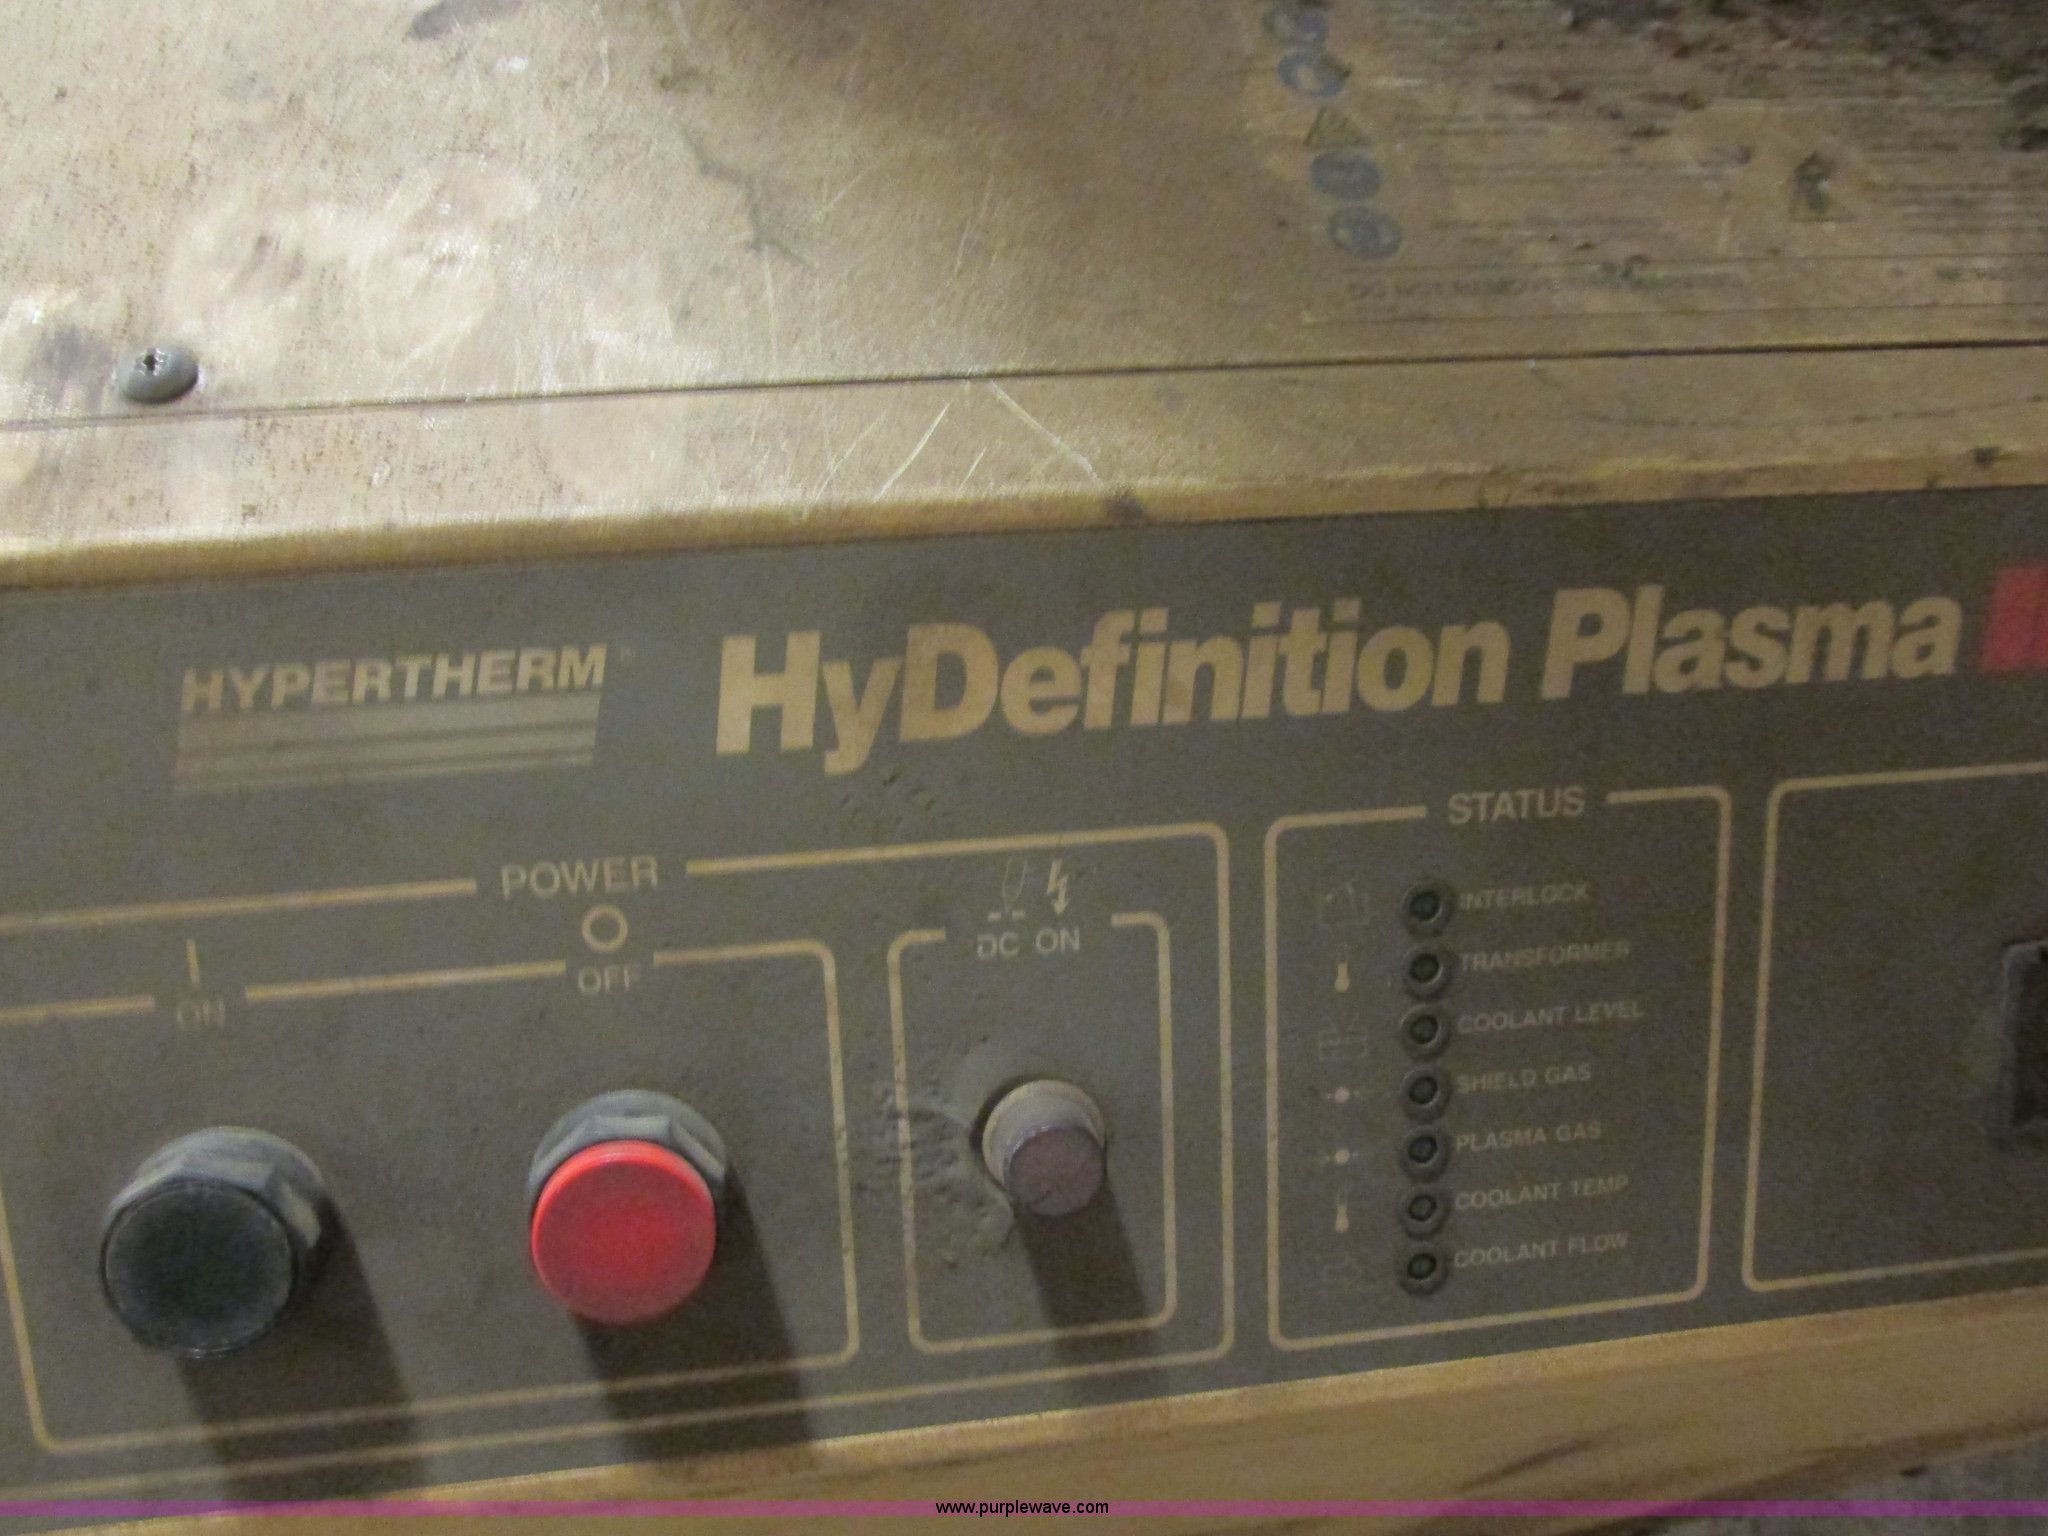 HYPERTHERM
HyDefinition Plasma
POWER
ON
OFF
DC ON
STATUS
INTERLOCK
TRANSFORMER
COOLANT LEVEL
SHIELD GAS
PLASMA GAS
COOLANT TEMP
COOLANT FLOW
www.purplewave.com